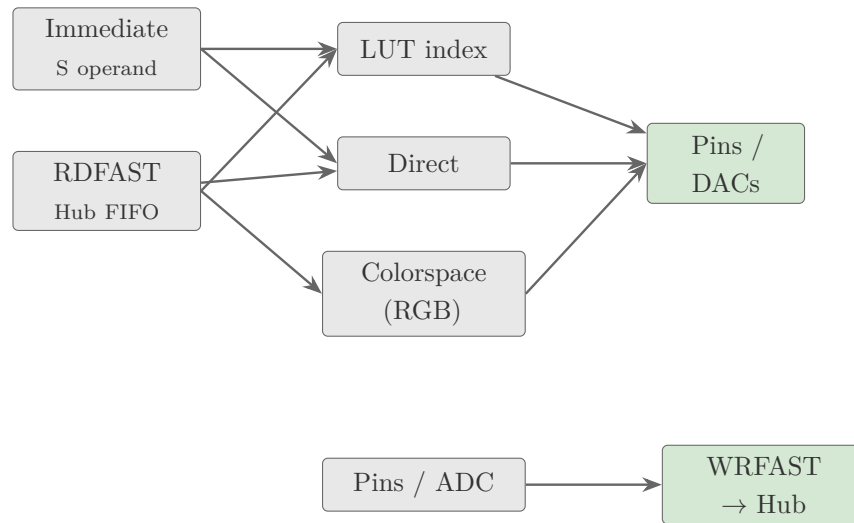 Immediate
S operand
LUT index
RDFAST
Hub FIFO
Direct
Pins /
DACs
Colorspace
(RGB)
Pins / ADC
WRFAST
→ Hub